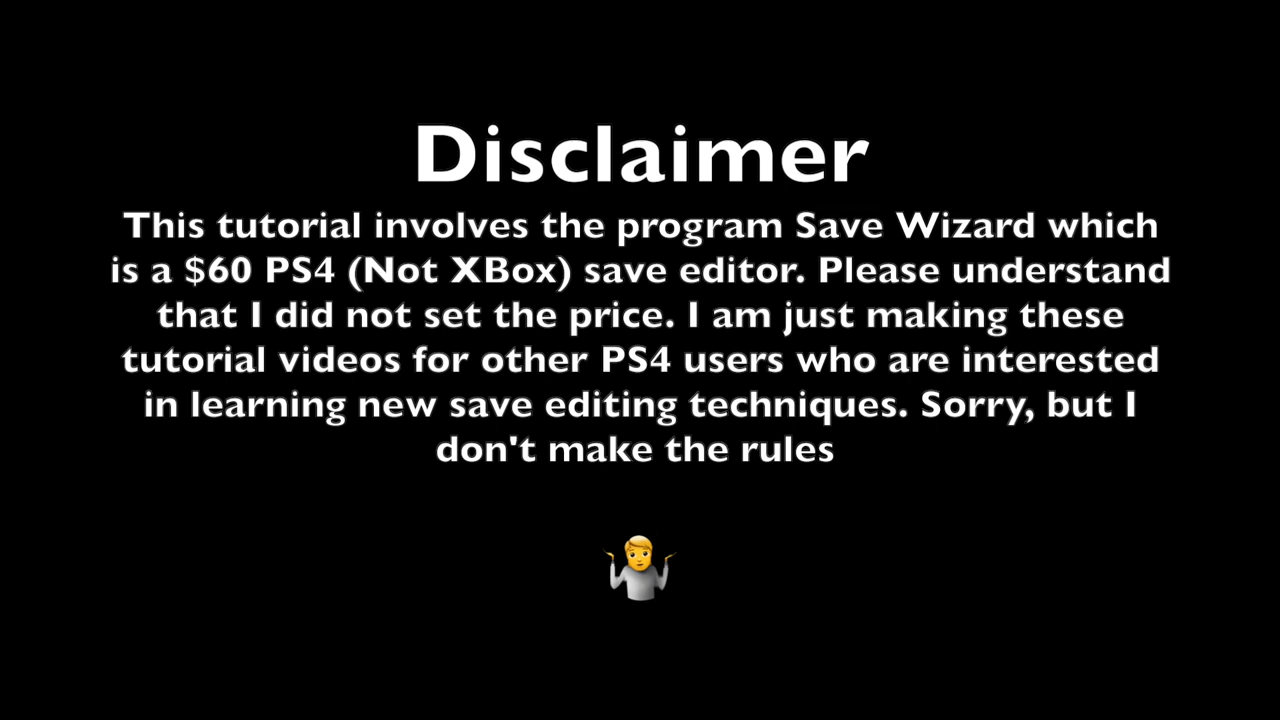 Disclaimer
This tutorial involves the program Save Wizard which
is a $60 PS4 (Not XBox) save editor. Please understand
that I did not set the price. I am just making these
tutorial videos for other PS4 users who are interested
in learning new save editing techniques. Sorry, but I
don't make the rules